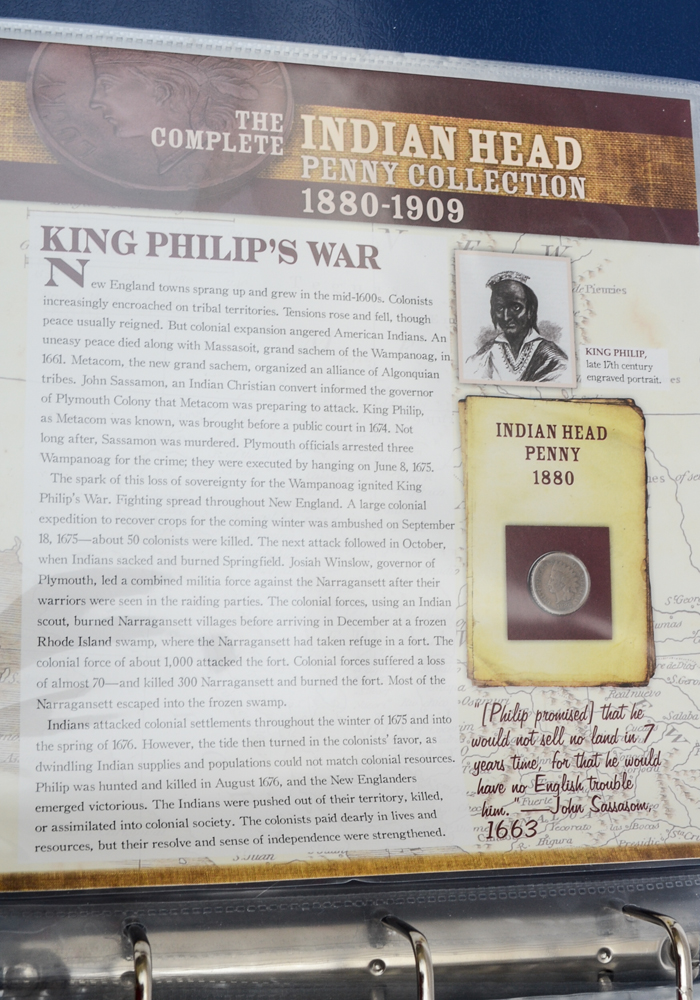 THE
COMPLETE
INDIAN HEAD
PENNY COLLECTION
1880-1909
KING PHILIP'S WAR
New England towns sprang up and grew in the mid-1600s. Colonists
increasingly encroached on tribal territories. Tensions rose and fell, though
peace usually reigned. But colonial expansion angered American Indians. An
uneasy peace died along with Massasoit, grand sachem of the Wampanoag, in
1661. Metacom, the new grand sachem, organized an alliance of Algonquian
tribes. John Sassamon, an Indian Christian convert informed the governor
of Plymouth Colony that Metacom was preparing to attack. King Philip,
as Metacom was known, was brought before a public court in 1674. Not
long after, Sassamon was murdered. Plymouth officials arrested three
Wampanoag for the crime; they were executed by hanging on June 8, 1675.
The spark of this loss of sovereignty for the Wampanoag ignited King
Philip's War. Fighting spread throughout New England. A large colonial
expedition to recover crops for the coming winter was ambushed on September
18, 1675—about 50 colonists were killed. The next attack followed in October,
when Indians sacked and burned Springfield. Josiah Winslow, governor of
Plymouth, led a combined militia force against the Narragansett after their
warriors were seen in the raiding parties. The colonial forces, using an Indian
scout, burned Narragansett villages before arriving in December at a frozen
Rhode Island swamp, where the Narragansett had taken refuge in a fort. The
colonial force of about 1,000 attacked the fort. Colonial forces suffered a loss
of almost 70—and killed 300 Narragansett and burned the fort. Most of the
Narragansett escaped into the frozen swamp.
Indians attacked colonial settlements throughout the winter of 1675 and into
the spring of 1676. However, the tide then turned in the colonists' favor, as
dwindling Indian supplies and populations could not match colonial resources.
Philip was hunted and killed in August 1676, and the New Englanders
emerged victorious. The Indians were pushed out of their territory, killed,
or assimilated into colonial society. The colonists paid dearly in lives and
resources, but their resolve and sense of independence were strengthened.
KING PHILIP,
late 17th century
engraved portrait.
INDIAN HEAD
PENNY
1880
"[Philip promised] that he
would not sell no land in 7
years time, for that he would
have no English trouble
him." —John Sassasom,
1663